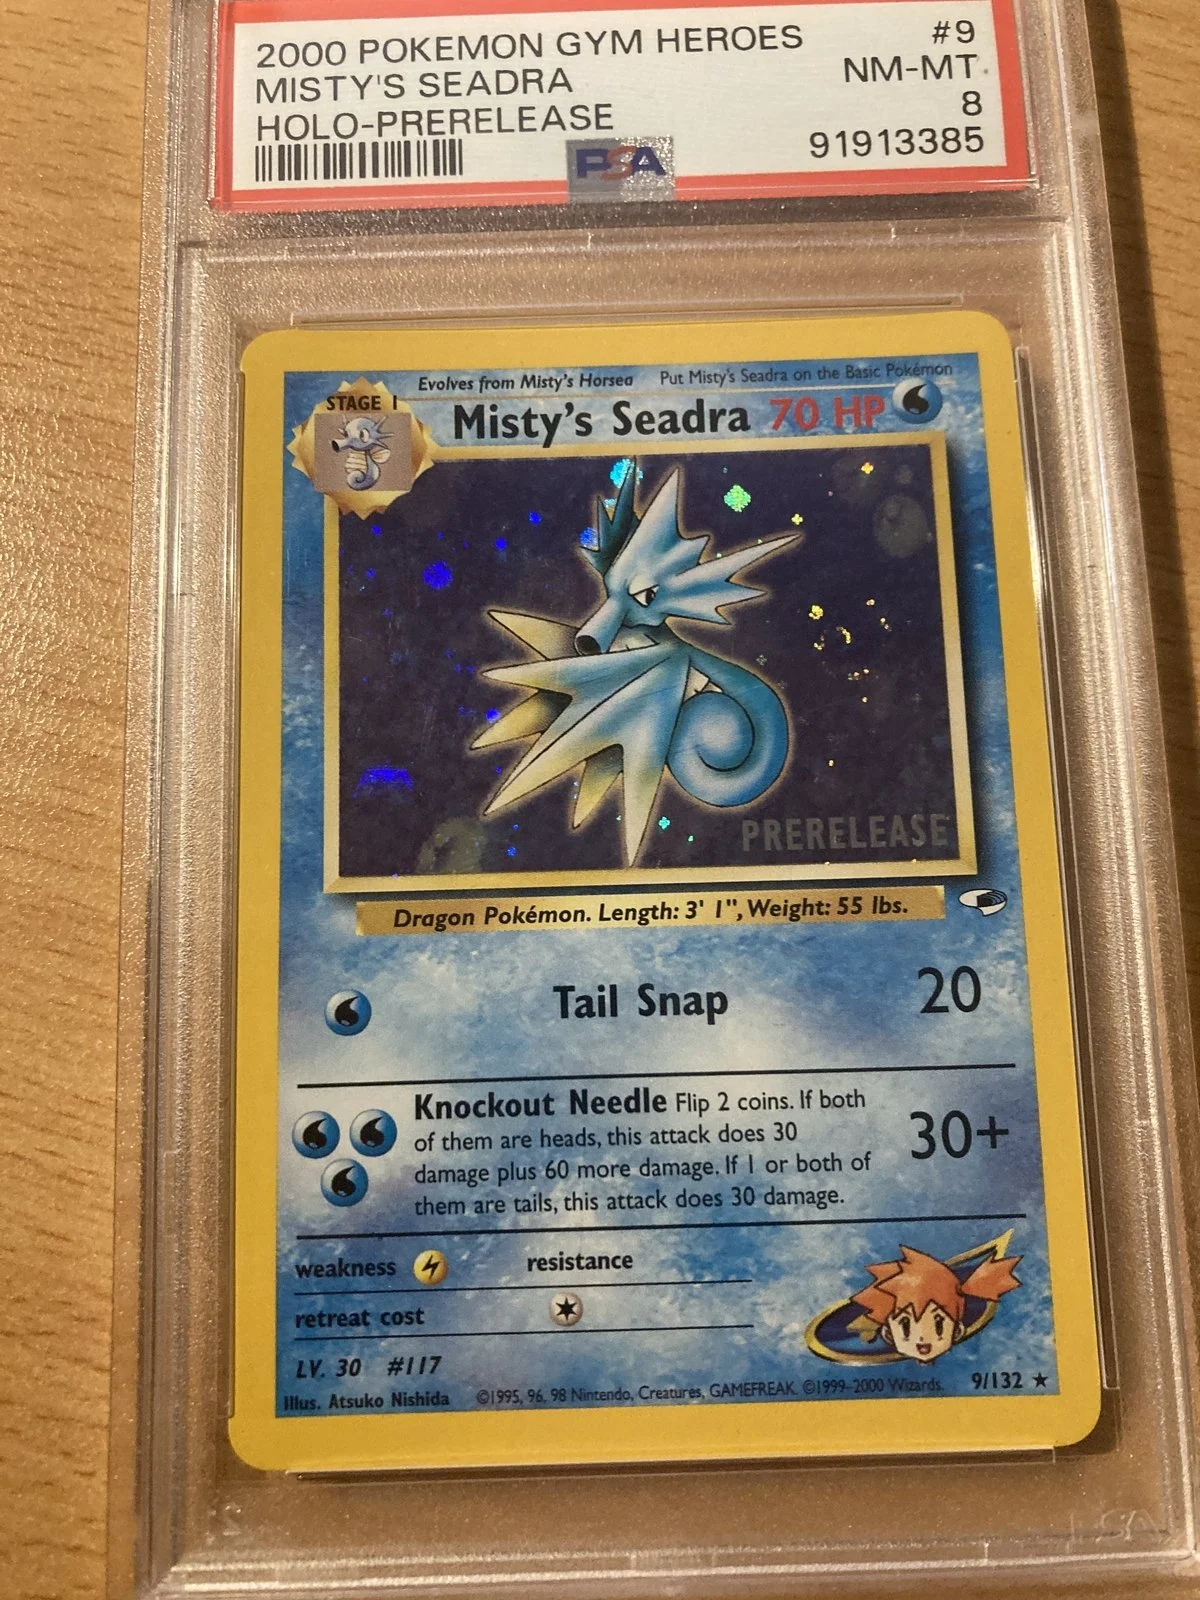 2000 POKEMON GYM HEROES #9
MISTY'S SEADRA NM-MT
HOLO-PRERELEASE 8
PSA 91913385
Evolves from Misty's Horsea Put Misty's Seadra on the Basic Pokémon
STAGE 1
Misty's Seadra 70 HP
PRERELEASE
Dragon Pokémon. Length: 3' 1", Weight: 55 lbs.
Tail Snap 20
Knockout Needle Flip 2 coins. If both
of them are heads, this attack does 30
damage plus 60 more damage. If 1 or both of
them are tails, this attack does 30 damage.
30+
weakness resistance
retreat cost
LV. 30 #117
Illus. Atsuko Nishida ©1995, 96, 98 Nintendo, Creatures, GAMEFREAK. ©1999-2000 Wizards. 9/132 ★